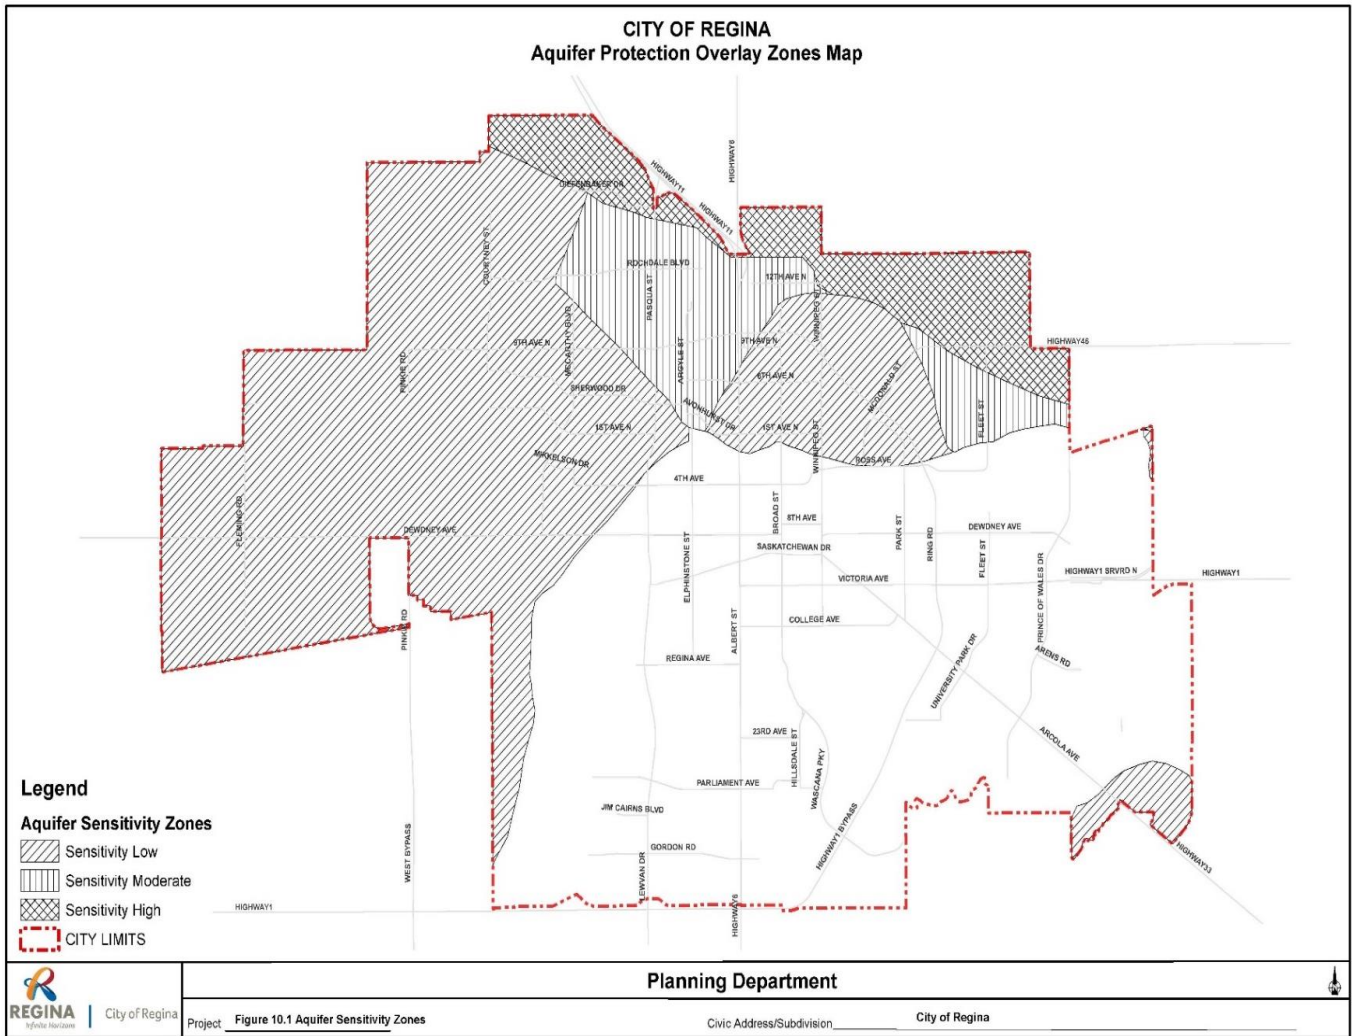 CITY OF REGINA
Aquifer Protection Overlay Zones Map
HIGHWAY11
HIGHWAY6
DIEFENBAKER DR
HIGHWAY11
COURTNEY ST
ROCHDALE BLVD
PASQUA ST
12TH AVE N
WINNIPEG ST
MCCARTHY BLVD
9TH AVE N
ARGYLE ST
9TH AVE N
HIGHWAY46
PINKIE RD
SHERWOOD DR
6TH AVE N
MCDONALD ST
AVONHURST DR
1ST AVE N
1ST AVE N
FLEET ST
WINNIPEG ST
MIKKELSON DR
ROSS AVE
4TH AVE
FLEMING RD
DEWDNEY AVE
BROAD ST
8TH AVE
PARK ST
RING RD
DEWDNEY AVE
SASKATCHEWAN DR
ELPHINSTONE ST
FLEET ST
VICTORIA AVE
HIGHWAY1 SRVRD N
HIGHWAY1
PRINCE OF WALES DR
PINKIE RD
ALBERT ST
COLLEGE AVE
REGINA AVE
ARENS RD
UNIVERSITY PARK DR
23RD AVE
HILLSDALE ST
ARCOLA AVE
WASCANA PKY
PARLIAMENT AVE
JIM CAIRNS BLVD
HIGHWAY1 BYPASS
WEST BYPASS
GORDON RD
LEWVAN DR
HIGHWAY33
HIGHWAY1
HIGHWAY6
Legend
Aquifer Sensitivity Zones
Sensitivity Low
Sensitivity Moderate
Sensitivity High
CITY LIMITS
Planning Department
REGINA
Infinite Horizons
City of Regina
Project Figure 10.1 Aquifer Sensitivity Zones
Civic Address/Subdivision City of Regina